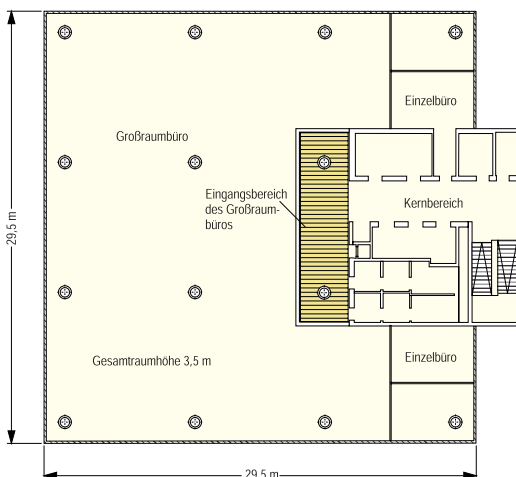 Einzelbüro
Großraumbüro
Eingangsbereich
des Großraum-
büros
Kernbereich
29,5 m
Gesamtraumhöhe 3,5 m
Einzelbüro
29,5 m